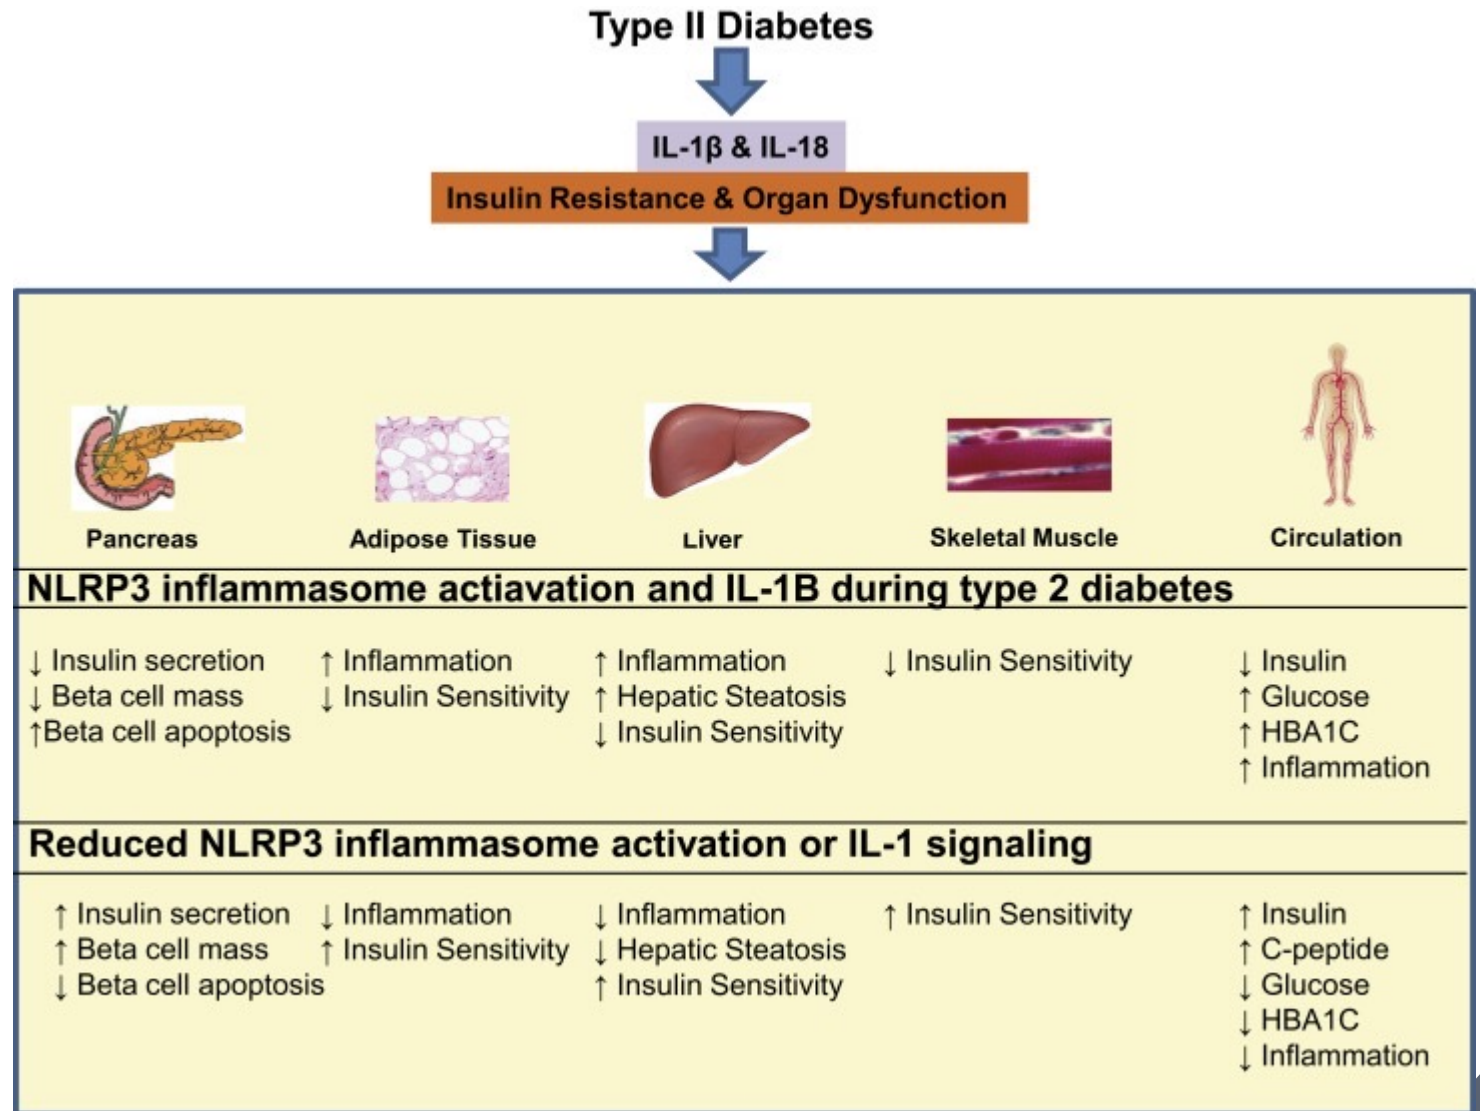 Type II Diabetes
IL-1β & IL-18
Insulin Resistance & Organ Dysfunction
Pancreas
Adipose Tissue
Liver
Skeletal Muscle
Circulation
NLRP3 inflammasome actiavation and IL-1B during type 2 diabetes
↓ Insulin secretion
↓ Beta cell mass
↑Beta cell apoptosis
↑ Inflammation
↓ Insulin Sensitivity
↑ Inflammation
↑ Hepatic Steatosis
↓ Insulin Sensitivity
↓ Insulin Sensitivity
↓ Insulin
↑ Glucose
↑ HBA1C
↑ Inflammation
Reduced NLRP3 inflammasome activation or IL-1 signaling
↑ Insulin secretion
↑ Beta cell mass
↓ Beta cell apoptosis
↓ Inflammation
↑ Insulin Sensitivity
↓ Inflammation
↓ Hepatic Steatosis
↑ Insulin Sensitivity
↑ Insulin Sensitivity
↑ Insulin
↑ C-peptide
↓ Glucose
↓ HBA1C
↓ Inflammation